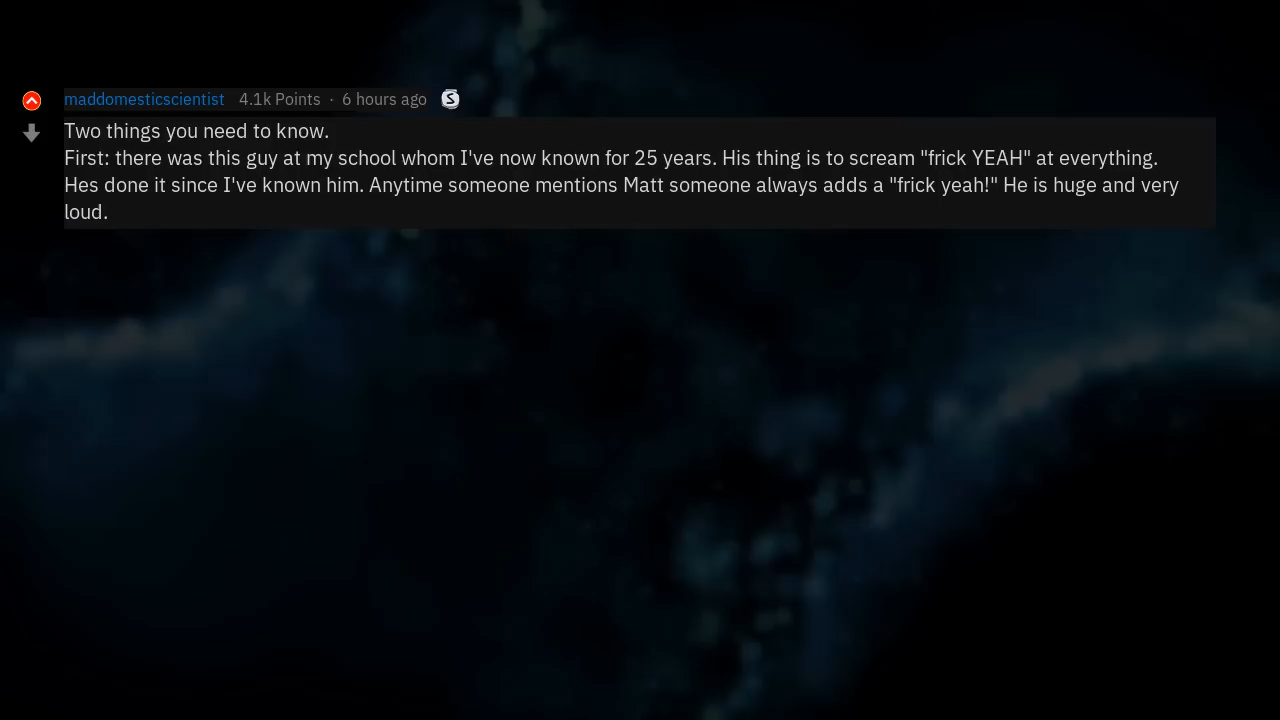 maddomesticscientist 4.1k Points · 6 hours ago
Two things you need to know.
First: there was this guy at my school whom I've now known for 25 years. His thing is to scream "frick YEAH" at everything.
Hes done it since I've known him. Anytime someone mentions Matt someone always adds a "frick yeah!" He is huge and very
loud.